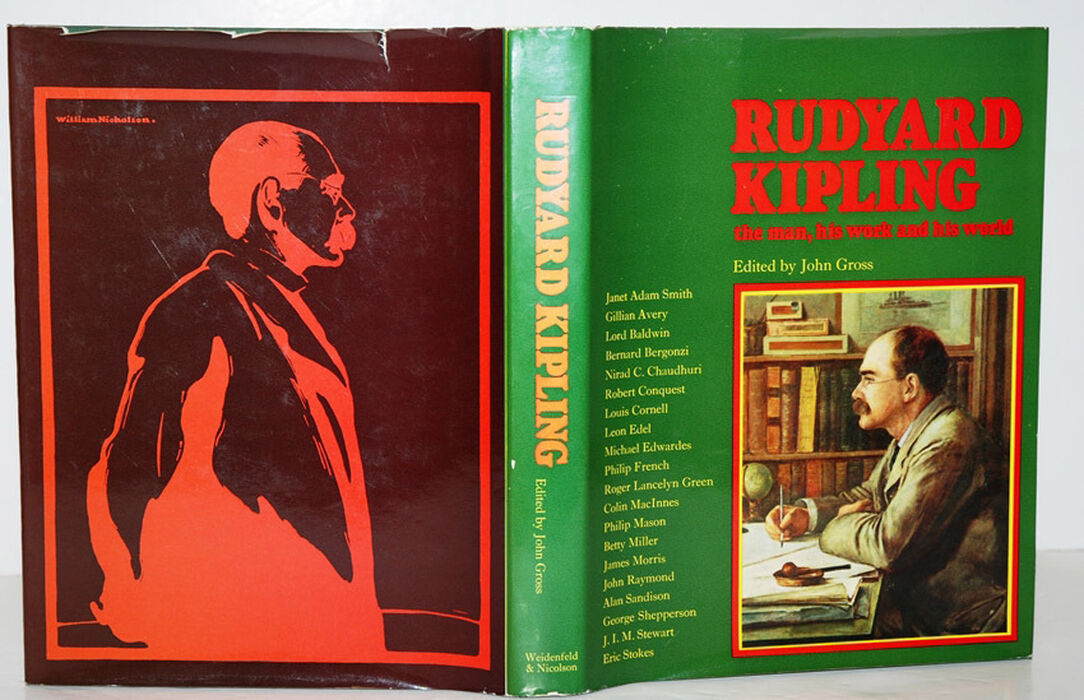 William Nicholson.
RUDYARD KIPLING
Edited by John Gross
Weidenfeld
& Nicolson
RUDYARD
KIPLING
the man, his work and his world
Edited by John Gross
Janet Adam Smith
Gillian Avery
Lord Baldwin
Bernard Bergonzi
Nirad C. Chaudhuri
Robert Conquest
Louis Cornell
Leon Edel
Michael Edwardes
Philip French
Roger Lancelyn Green
Colin MacInnes
Philip Mason
Betty Miller
James Morris
John Raymond
Alan Sandison
George Shepperson
J. I. M. Stewart
Eric Stokes